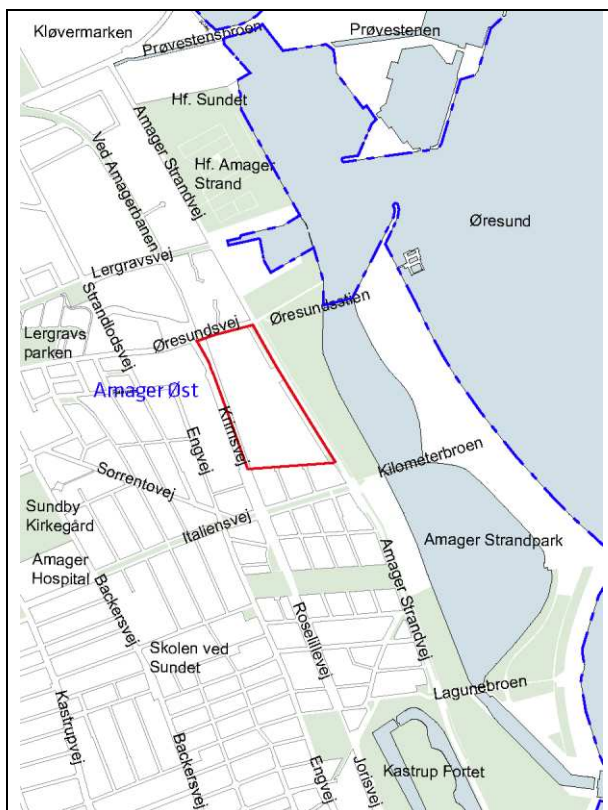 Kløvermarken
Prøvestensbroen
Prøvestenen
Hf. Sundet
Amager Strandvej
Ved Amagerbanen
Hf. Amager
Strand
Øresund
Lergravsvej
Strandlodsvej
Øresundsvej
Øresundsstien
Lergravs
parken
Amager Øst
Krimsvej
Engvej
Kilometerbroen
Sorrentovej
Sundby
Kirkegård
Italiensvej
Amager Strandpark
Amager
Hospital
Backersvej
Amager Strandvej
Skolen ved
Sundet
Roselillevej
Lagunebroen
Kastrupvej
Backersvej
Engvej
Jorisvej
Kastrup Fortet